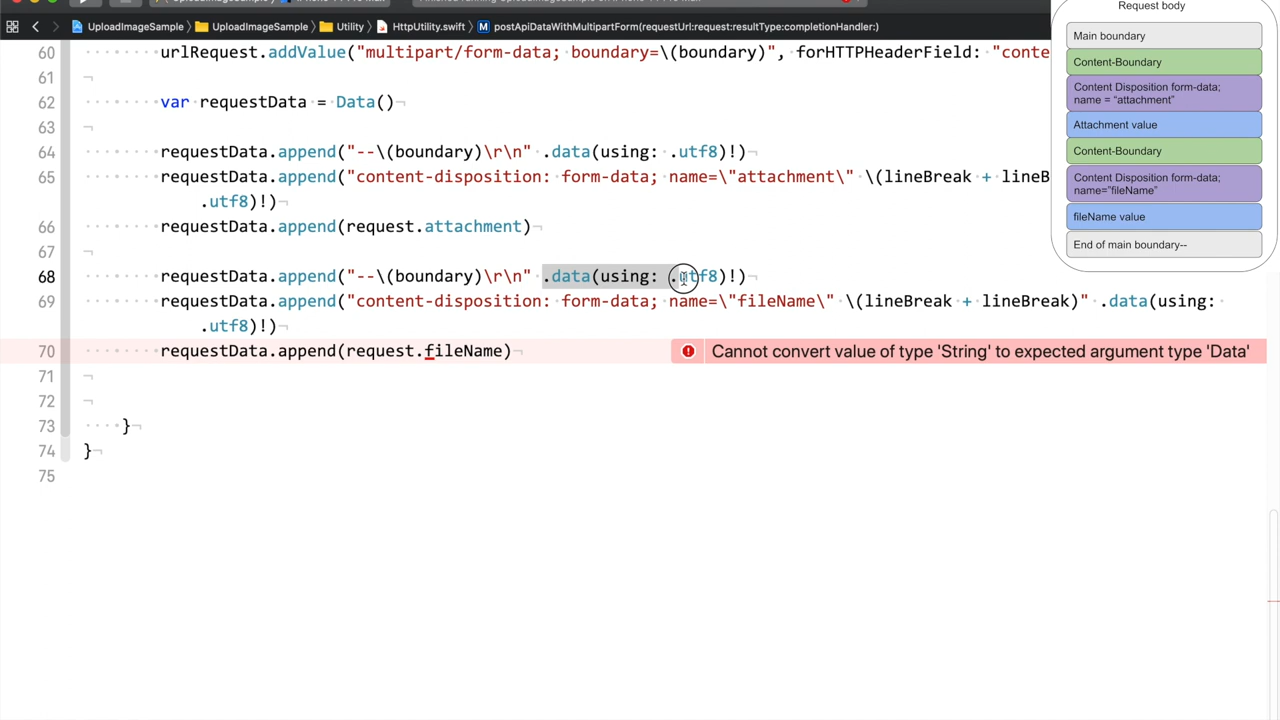 Request body
UploadImageSample UploadImageSample Utility HttpUtility.swift M postApiDataWithMultipartForm(requestUrl:request:resultType:completionHandler:)
60 urlRequest.addValue("multipart/form-data; boundary=\(boundary)", forHTTPHeaderField: "conte
61
62 var requestData = Data()
63
64 requestData.append("--\(boundary)\r\n" .data(using: .utf8)!)
65 requestData.append("content-disposition: form-data; name=\"attachment\" \(lineBreak + lineB
.utf8)!)
66 requestData.append(request.attachment)
67
68 requestData.append("--\(boundary)\r\n" .data(using: .utf8)!)
69 requestData.append("content-disposition: form-data; name=\"fileName\" \(lineBreak + lineBreak)" .data(using:
.utf8)!)
70 requestData.append(request.fileName) Cannot convert value of type 'String' to expected argument type 'Data'
71
72
73 }
74 }
75
Main boundary
Content-Boundary
Content Disposition form-data;
name = “attachment”
Attachment value
Content-Boundary
Content Disposition form-data;
name=”fileName”
fileName value
End of main boundary--